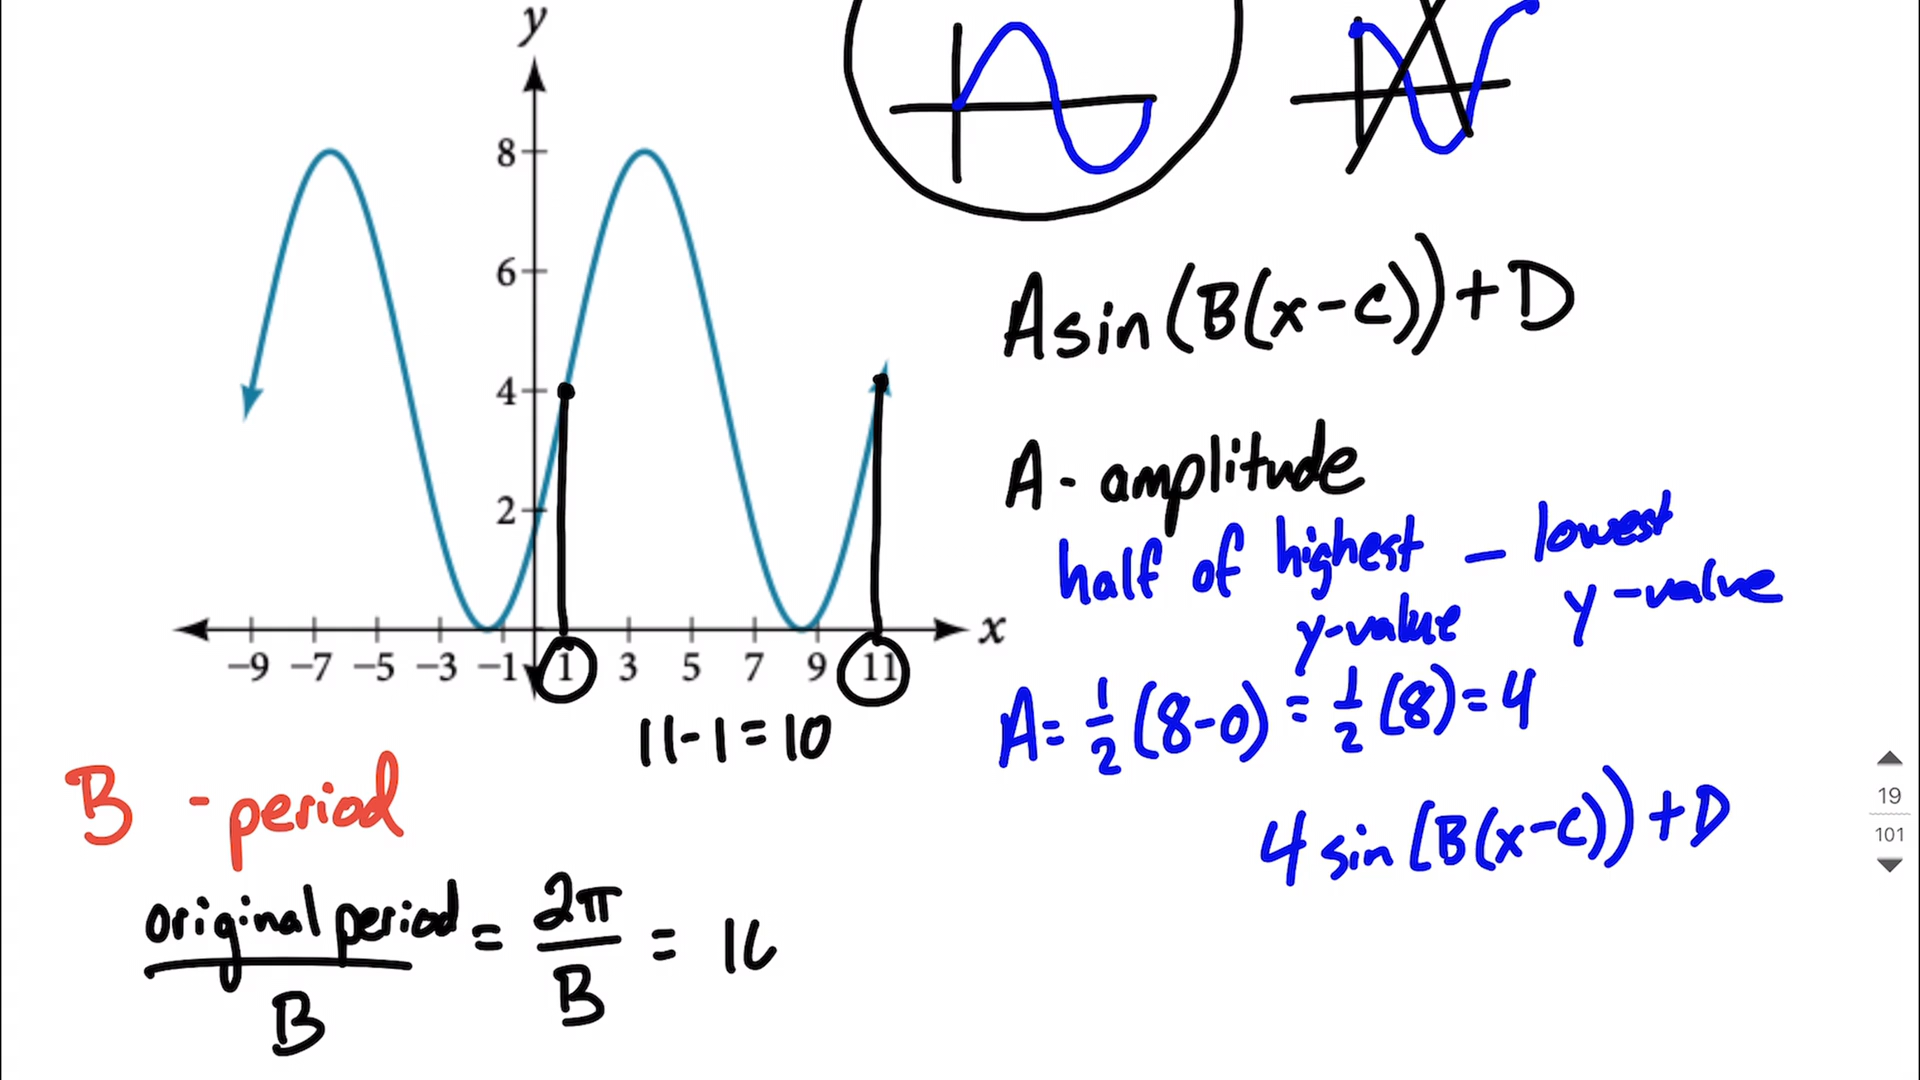 y
8
6
4
2
−9 −7 −5 −3 −1 1 3 5 7 9 11
x
11-1=10
A sin(B(x-C))+D
A - amplitude
half of highest - lowest
y-value y-value
A= 1/2 (8-0) = 1/2 (8)=4
4 sin(B(x-C))+D
B - period
original period / B = 2π / B =
19
101